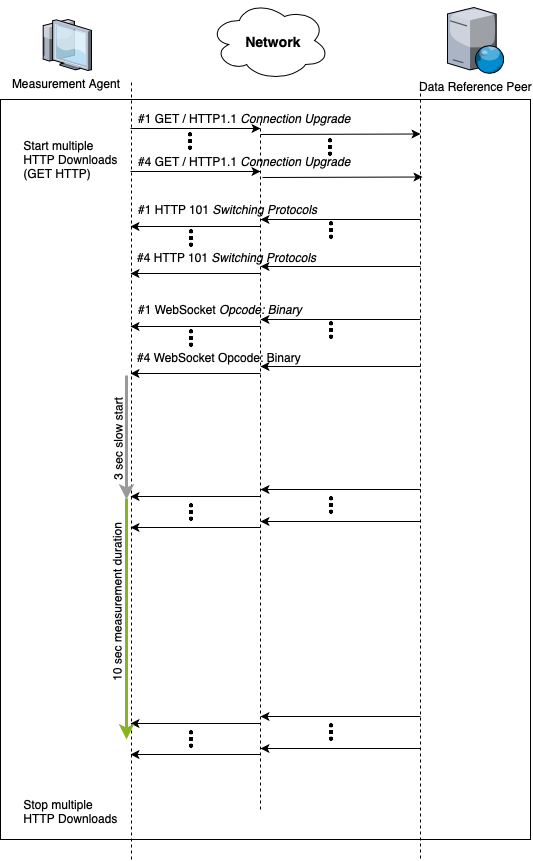 Network
Measurement Agent
Data Reference Peer
#1 GET / HTTP1.1 Connection Upgrade
Start multiple
HTTP Downloads
(GET HTTP)
#4 GET / HTTP1.1 Connection Upgrade
#1 HTTP 101 Switching Protocols
#4 HTTP 101 Switching Protocols
#1 WebSocket Opcode: Binary
#4 WebSocket Opcode: Binary
3 sec slow start
10 sec measurement duration
Stop multiple
HTTP Downloads